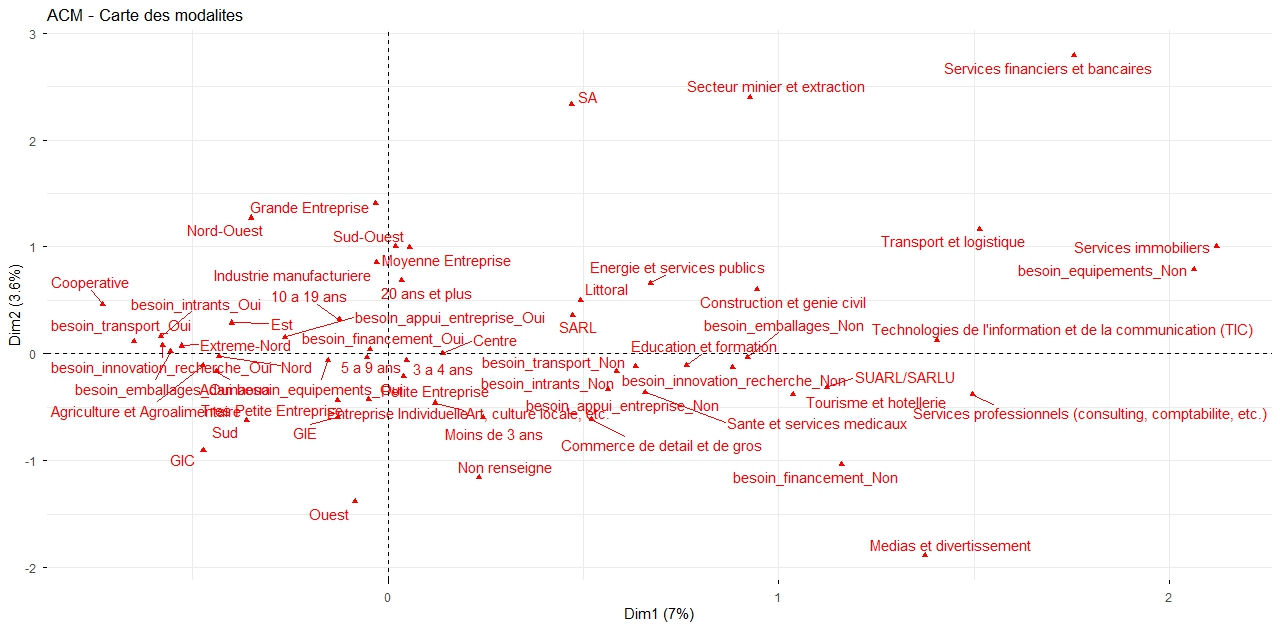 ACM - Carte des modalites
3
Services financiers et bancaires
Secteur minier et extraction
SA
2
Grande Entreprise
Nord-Ouest
Sud-Ouest
Transport et logistique
Services immobiliers
1
Moyenne Entreprise
Energie et services publics
besoin_equipements_Non
Industrie manufacturiere
Cooperative
20 ans et plus
Littoral
10 a 19 ans
Construction et genie civil
besoin_intrants_Oui
besoin_appui_entreprise_Oui
SARL
besoin_transport_Oui
Est
besoin_emballages_Non
Technologies de l'information et de la communication (TIC)
besoin_financement_Oui
Centre
Extreme-Nord
Education et formation
0
besoin_transport_Non
besoin_innovation_recherche_Oui
Nord
5 a 9 ans
3 a 4 ans
besoin_innovation_recherche_Non
SUARL/SARLU
besoin_intrants_Non
besoin_emballages_Oui
Adamaoua
besoin_equipements_Oui
Petite Entreprise
Tourisme et hotellerie
besoin_appui_entreprise_Non
Agriculture et Agroalimentaire
Tres Petite Entreprise
Entreprise Individuelle
Art, culture locale, etc.
Services professionnels (consulting, comptabilite, etc.)
Sante et services medicaux
Sud
GIE
Moins de 3 ans
Commerce de detail et de gros
GIC
Non renseigne
-1
besoin_financement_Non
Ouest
Medias et divertissement
-2
0
1
2
Dim1 (7%)
Dim2 (3.6%)